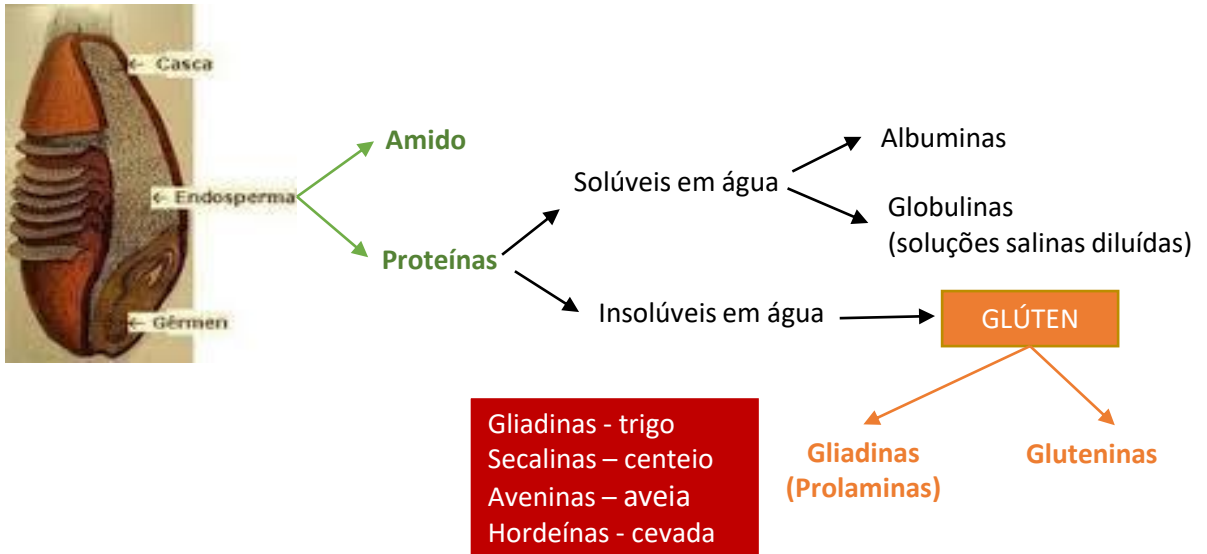 ← Casca
← Endosperma
← Gérmen
Amido
Proteínas
Solúveis em água
Insolúveis em água
Albuminas
Globulinas
(soluções salinas diluídas)
GLÚTEN
Gliadinas
(Prolaminas)
Gluteninas
Gliadinas - trigo
Secalinas – centeio
Aveninas – aveia
Hordeínas - cevada